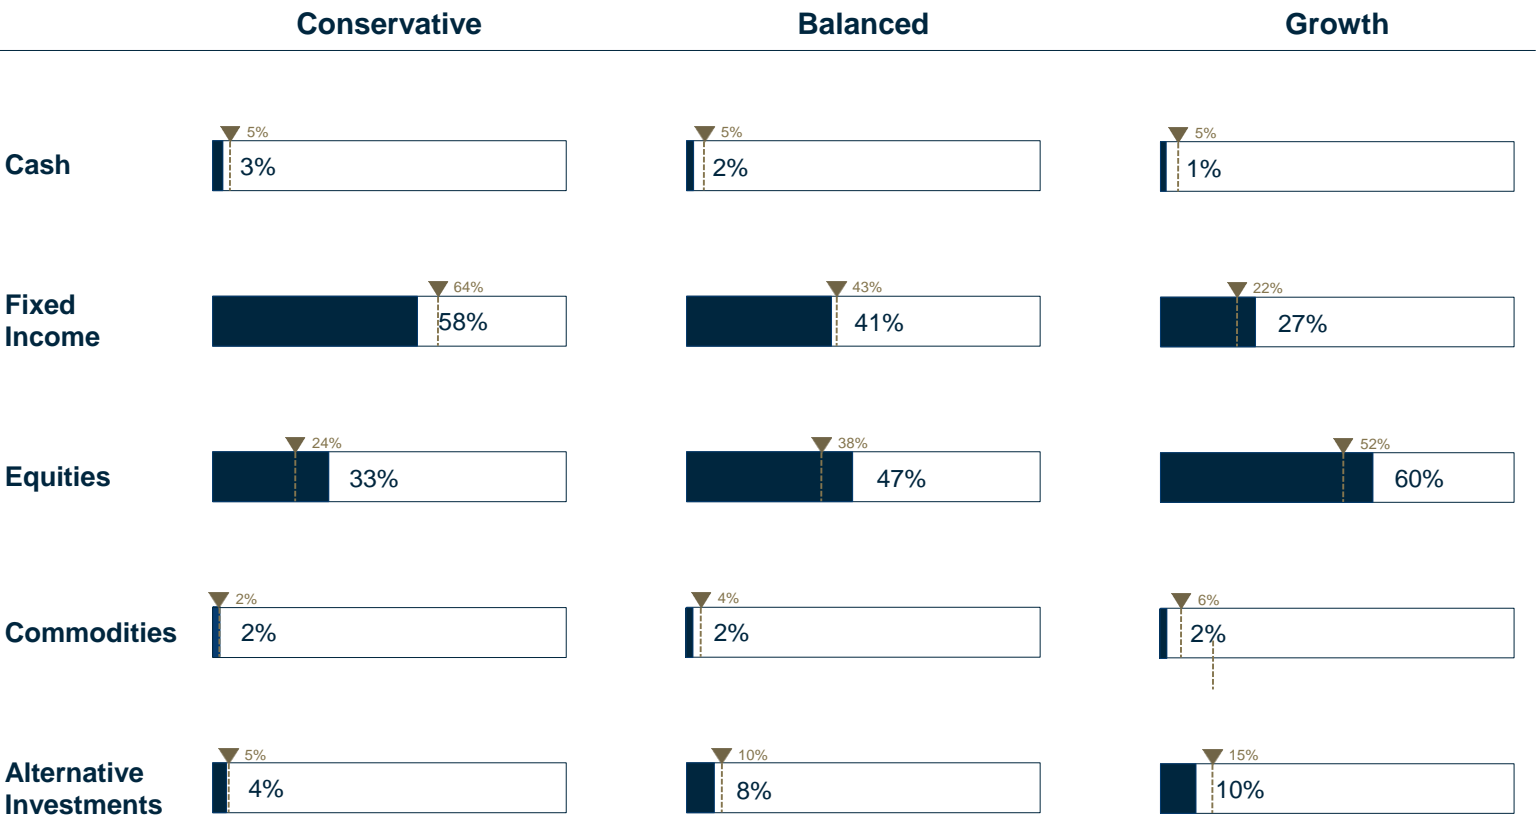 Conservative Balanced Growth
5% 5% 5%
Cash 3% 2% 1%
64% 43% 22%
Fixed
Income 58% 41% 27%
24% 38% 52%
Equities 33% 47% 60%
2% 4% 6%
Commodities 2% 2% 2%
5% 10% 15%
Alternative
Investments 4% 8% 10%